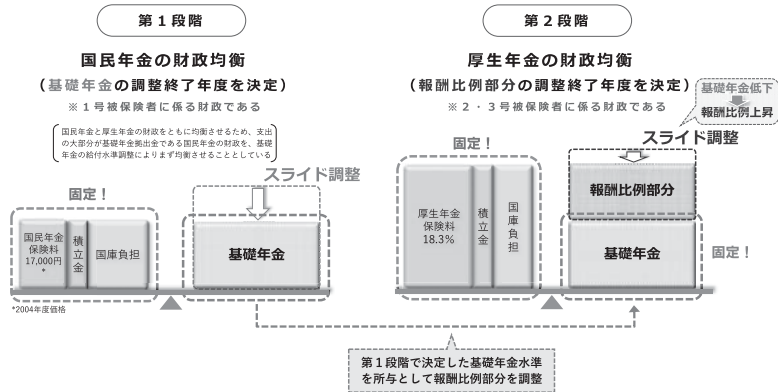 第1段階
国民年金の財政均衡
(基礎年金の調整終了年度を決定)
※1号被保険者に係る財政である
国民年金と厚生年金の財政をともに均衡させるため、支出
の大部分が基礎年金拠出金である国民年金の財政を、基礎
年金の給付水準調整によりまず均衡させることとしている
スライド調整
固定!
国民年金
保険料
17,000円
*
積立金
国庫負担
基礎年金
*2004年度価格
第2段階
厚生年金の財政均衡
(報酬比例部分の調整終了年度を決定)
※2・3号被保険者に係る財政である
基礎年金低下
報酬比例上昇
スライド調整
固定!
厚生年金
保険料
18.3%
積立金
国庫負担
報酬比例部分
基礎年金
固定!
第1段階で決定した基礎年金水準
を所与として報酬比例部分を調整